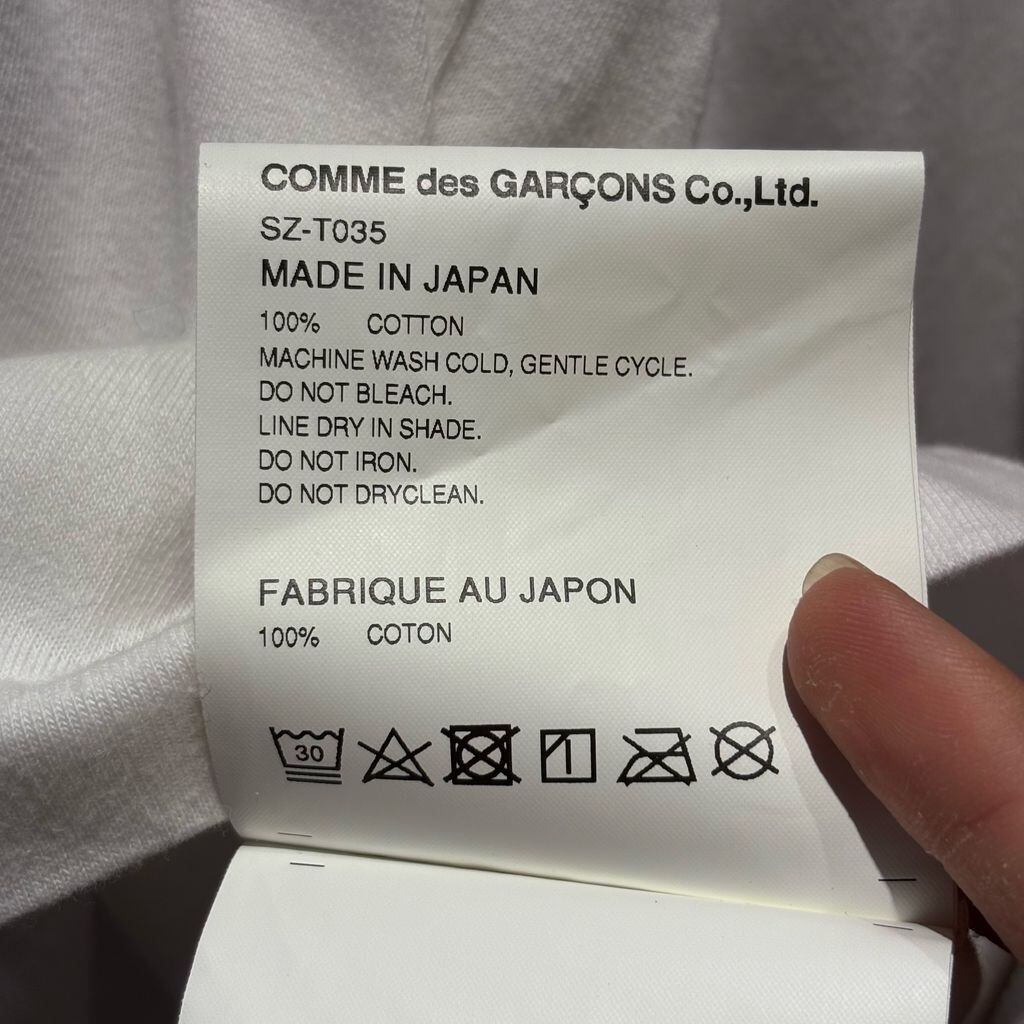 COMME des GARÇONS Co.,Ltd.
SZ-T035
MADE IN JAPAN
100% COTTON
MACHINE WASH COLD, GENTLE CYCLE.
DO NOT BLEACH.
LINE DRY IN SHADE.
DO NOT IRON.
DO NOT DRYCLEAN.
FABRIQUE AU JAPON
100% COTON
30